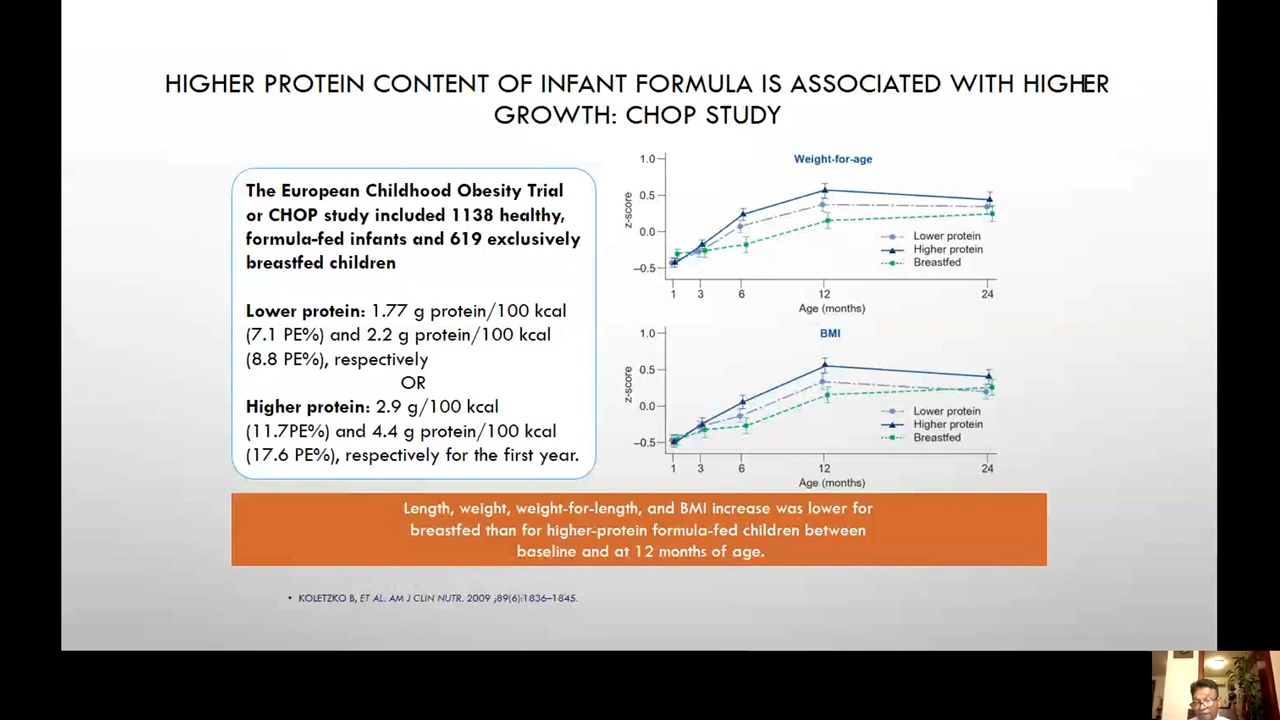 HIGHER PROTEIN CONTENT OF INFANT FORMULA IS ASSOCIATED WITH HIGHER
GROWTH: CHOP STUDY
The European Childhood Obesity Trial
or CHOP study included 1138 healthy,
formula-fed infants and 619 exclusively
breastfed children
Lower protein: 1.77 g protein/100 kcal
(7.1 PE%) and 2.2 g protein/100 kcal
(8.8 PE%), respectively
OR
Higher protein: 2.9 g/100 kcal
(11.7PE%) and 4.4 g protein/100 kcal
(17.6 PE%), respectively for the first year.
Weight-for-age
z-score
1.0
0.5
0.0
–0.5
Lower protein
Higher protein
Breastfed
1 3 6 12 24
Age (months)
BMI
z-score
1.0
0.5
0.0
–0.5
Lower protein
Higher protein
Breastfed
1 3 6 12 24
Age (months)
Length, weight, weight-for-length, and BMI increase was lower for
breastfed than for higher-protein formula-fed children between
baseline and at 12 months of age.
• KOLETZKO B, ET AL. AM J CLIN NUTR. 2009 ;89(6):1836–1845.